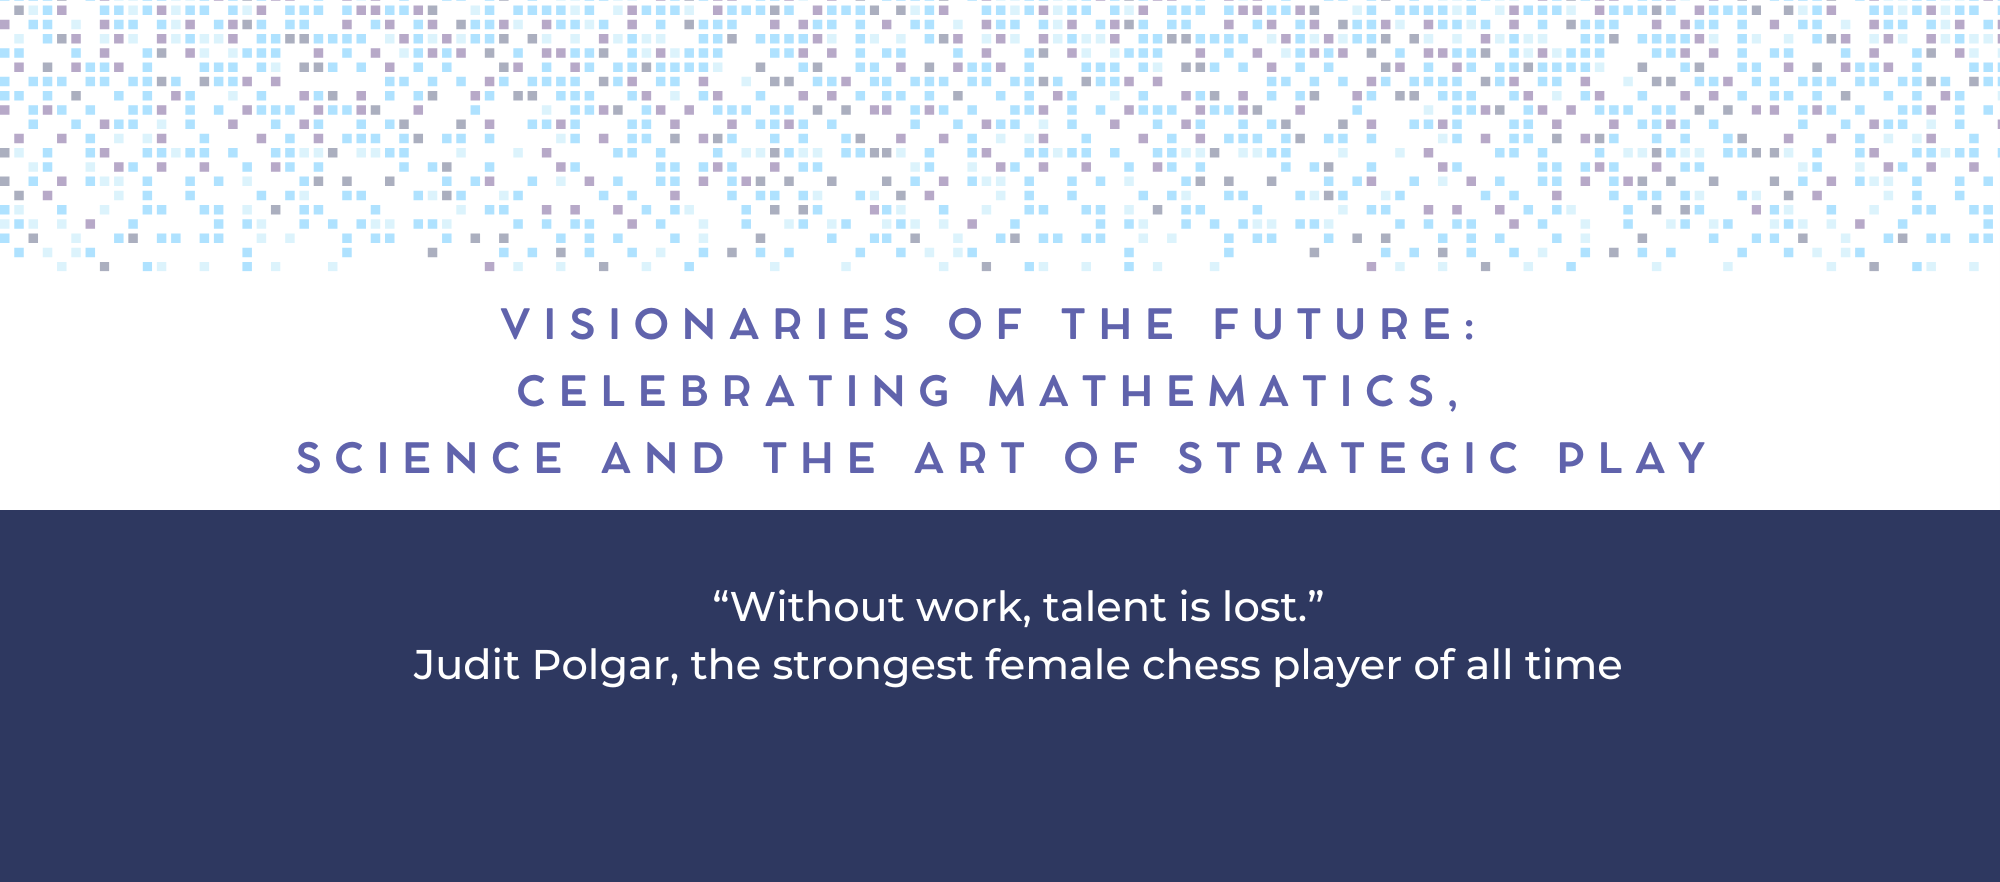 VISIONARIES OF THE FUTURE:
CELEBRATING MATHEMATICS,
SCIENCE AND THE ART OF STRATEGIC PLAY
“Without work, talent is lost.”
Judit Polgar, the strongest female chess player of all time